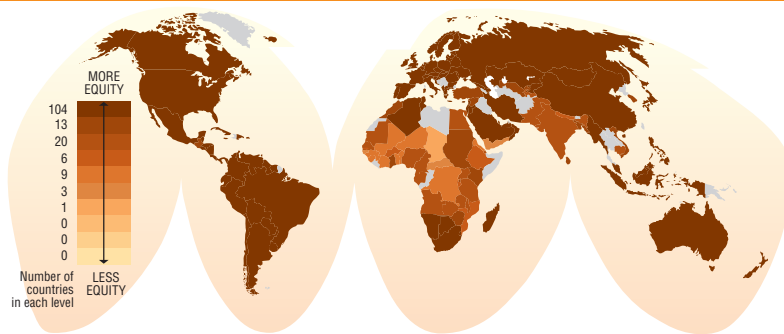 MORE
EQUITY
104
13
20
6
9
3
1
0
0
0
Number of
countries
in each level
LESS
EQUITY